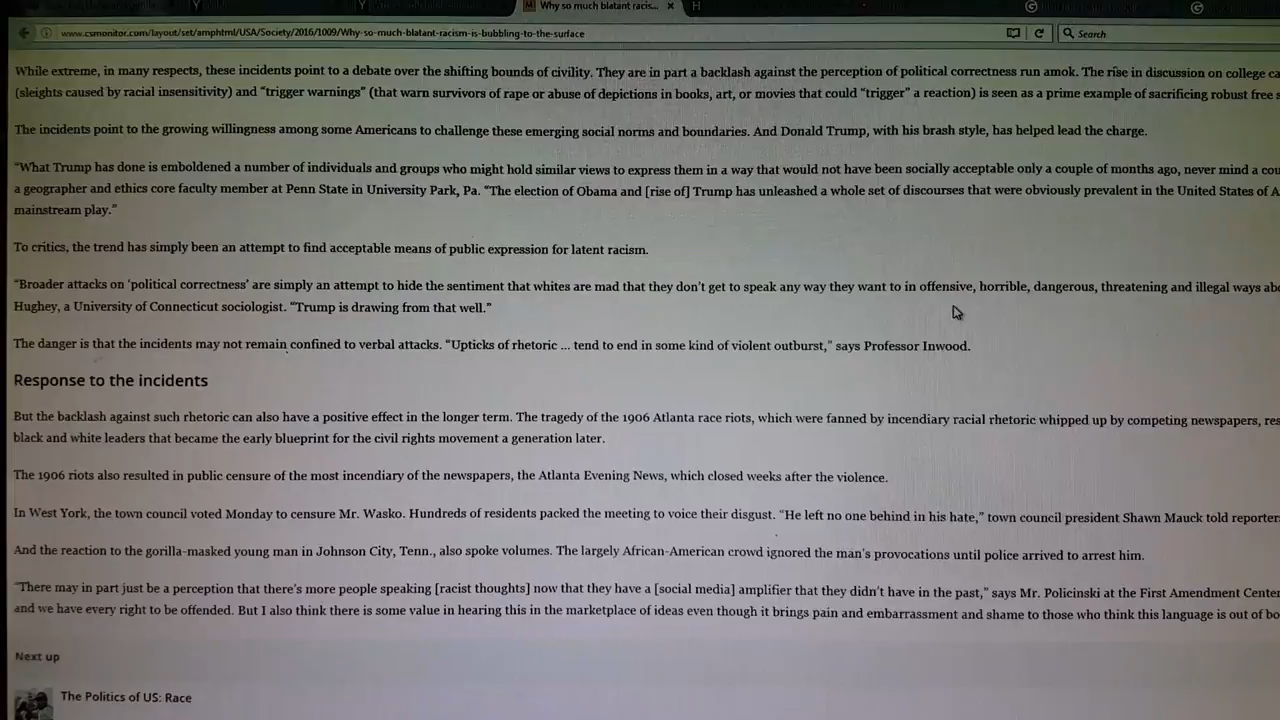 Why so much blatant racis...
www.csmonitor.com/layout/set/amphtml/USA/Society/2016/1009/Why-so-much-blatant-racism-is-bubbling-to-the-surface
Search
While extreme, in many respects, these incidents point to a debate over the shifting bounds of civility. They are in part a backlash against the perception of political correctness run amok. The rise in discussion on college ca
(sleights caused by racial insensitivity) and “trigger warnings” (that warn survivors of rape or abuse of depictions in books, art, or movies that could “trigger” a reaction) is seen as a prime example of sacrificing robust free s
The incidents point to the growing willingness among some Americans to challenge these emerging social norms and boundaries. And Donald Trump, with his brash style, has helped lead the charge.
“What Trump has done is emboldened a number of individuals and groups who might hold similar views to express them in a way that would not have been socially acceptable only a couple of months ago, never mind a cou
a geographer and ethics core faculty member at Penn State in University Park, Pa. “The election of Obama and [rise of] Trump has unleashed a whole set of discourses that were obviously prevalent in the United States of A
mainstream play.”
To critics, the trend has simply been an attempt to find acceptable means of public expression for latent racism.
“Broader attacks on ‘political correctness’ are simply an attempt to hide the sentiment that whites are mad that they don’t get to speak any way they want to in offensive, horrible, dangerous, threatening and illegal ways abo
Hughey, a University of Connecticut sociologist. “Trump is drawing from that well.”
The danger is that the incidents may not remain confined to verbal attacks. “Upticks of rhetoric ... tend to end in some kind of violent outburst,” says Professor Inwood.
Response to the incidents
But the backlash against such rhetoric can also have a positive effect in the longer term. The tragedy of the 1906 Atlanta race riots, which were fanned by incendiary racial rhetoric whipped up by competing newspapers, res
black and white leaders that became the early blueprint for the civil rights movement a generation later.
The 1906 riots also resulted in public censure of the most incendiary of the newspapers, the Atlanta Evening News, which closed weeks after the violence.
In West York, the town council voted Monday to censure Mr. Wasko. Hundreds of residents packed the meeting to voice their disgust. “He left no one behind in his hate,” town council president Shawn Mauck told reporter
And the reaction to the gorilla-masked young man in Johnson City, Tenn., also spoke volumes. The largely African-American crowd ignored the man’s provocations until police arrived to arrest him.
“There may in part just be a perception that there’s more people speaking [racist thoughts] now that they have a [social media] amplifier that they didn’t have in the past,” says Mr. Policinski at the First Amendment Center
and we have every right to be offended. But I also think there is some value in hearing this in the marketplace of ideas even though it brings pain and embarrassment and shame to those who think this language is out of bo
Next up
The Politics of US: Race